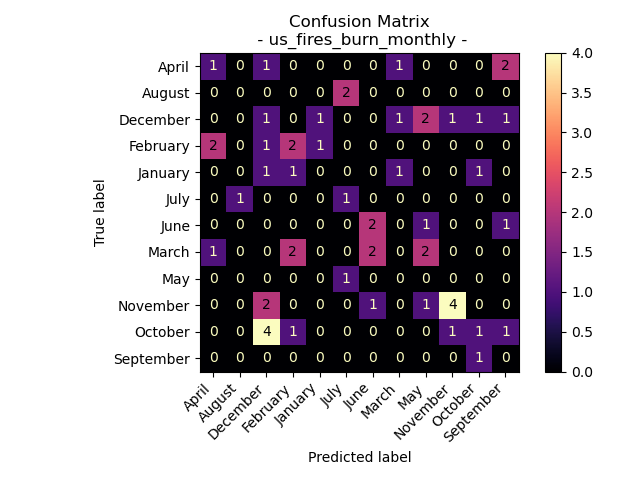 Confusion Matrix
- us_fires_burn_monthly -
April 1 0 1 0 0 0 0 1 0 0 0 2
August 0 0 0 0 0 2 0 0 0 0 0 0
December 0 0 1 0 1 0 0 1 2 1 1 1
February 2 0 1 2 1 0 0 0 0 0 0 0
January 0 0 1 1 0 0 0 1 0 0 1 0
July 0 1 0 0 0 1 0 0 0 0 0 0
June 0 0 0 0 0 0 2 0 1 0 0 1
March 1 0 0 2 0 0 2 0 2 0 0 0
May 0 0 0 0 0 1 0 0 0 0 0 0
November 0 0 2 0 0 0 1 0 1 4 0 0
October 0 0 4 1 0 0 0 0 0 1 1 1
September 0 0 0 0 0 0 0 0 0 0 1 0
True label
April August December February January July June March May November October September
Predicted label
4.0
3.5
3.0
2.5
2.0
1.5
1.0
0.5
0.0